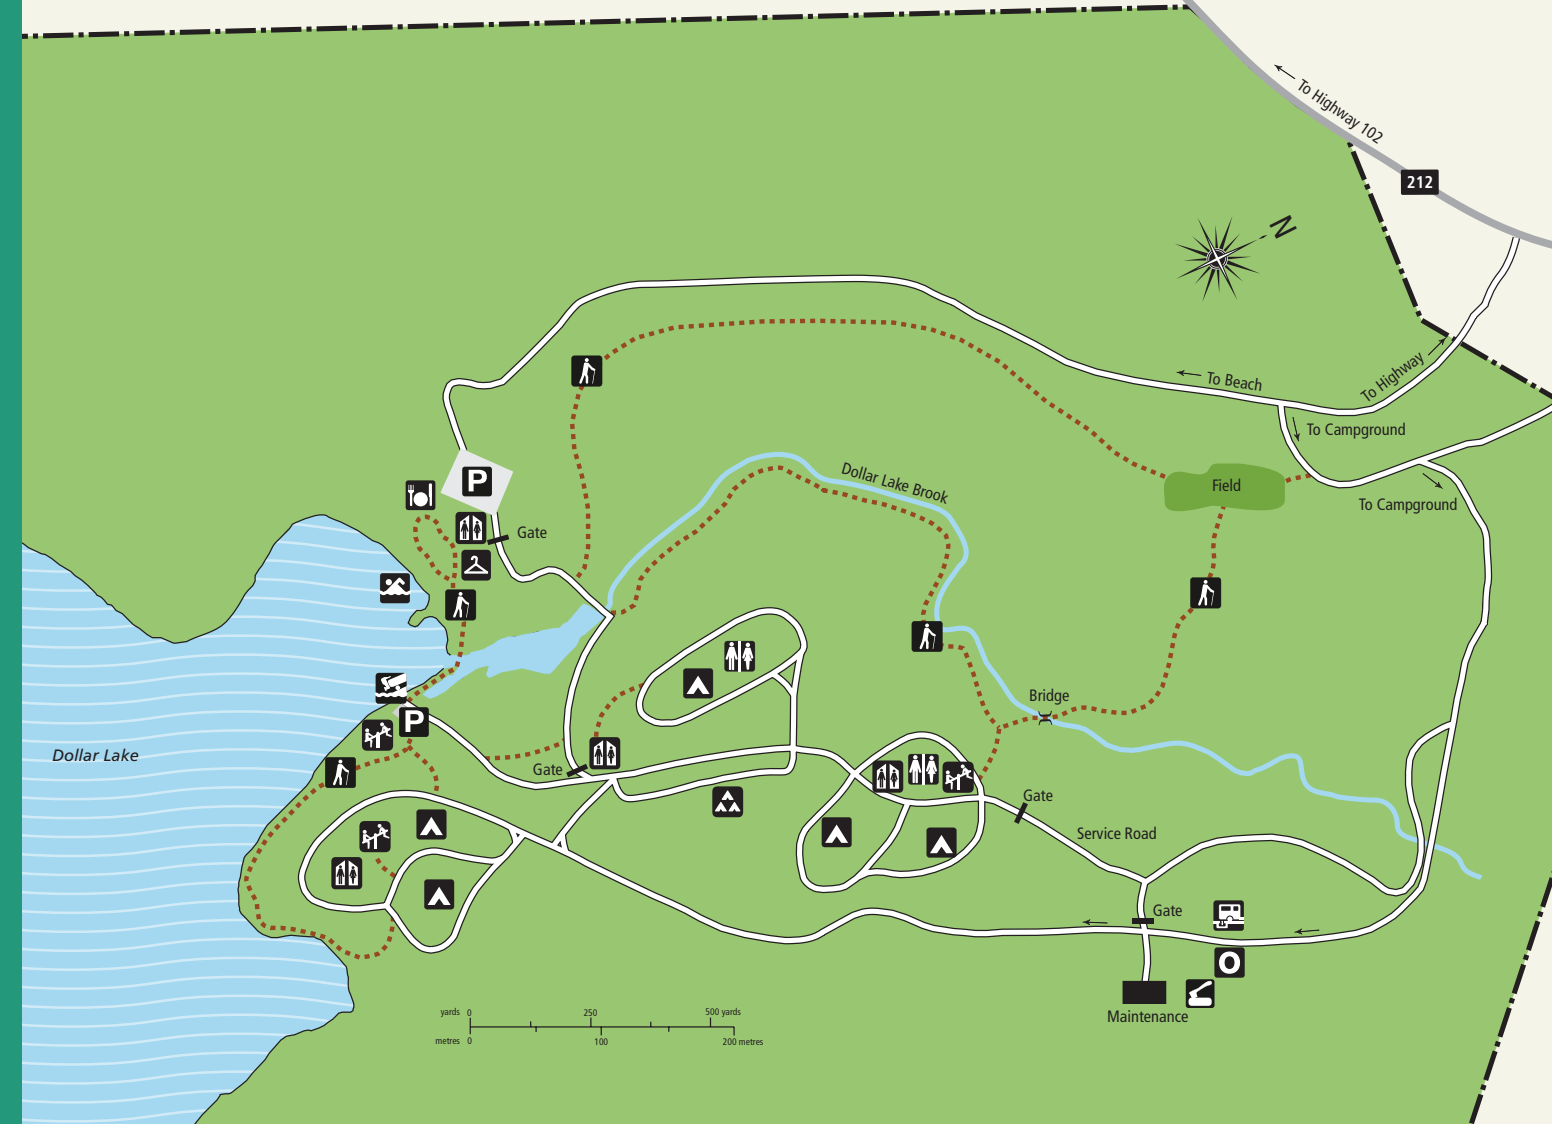 To Highway 102
212
N
To Highway
To Beach
To Campground
P
Dollar Lake Brook
Field
To Campground
Gate
Bridge
P
Dollar Lake
Gate
Gate
Service Road
Gate
O
yards 0 250 500 yards
metres 0 100 200 metres
Maintenance